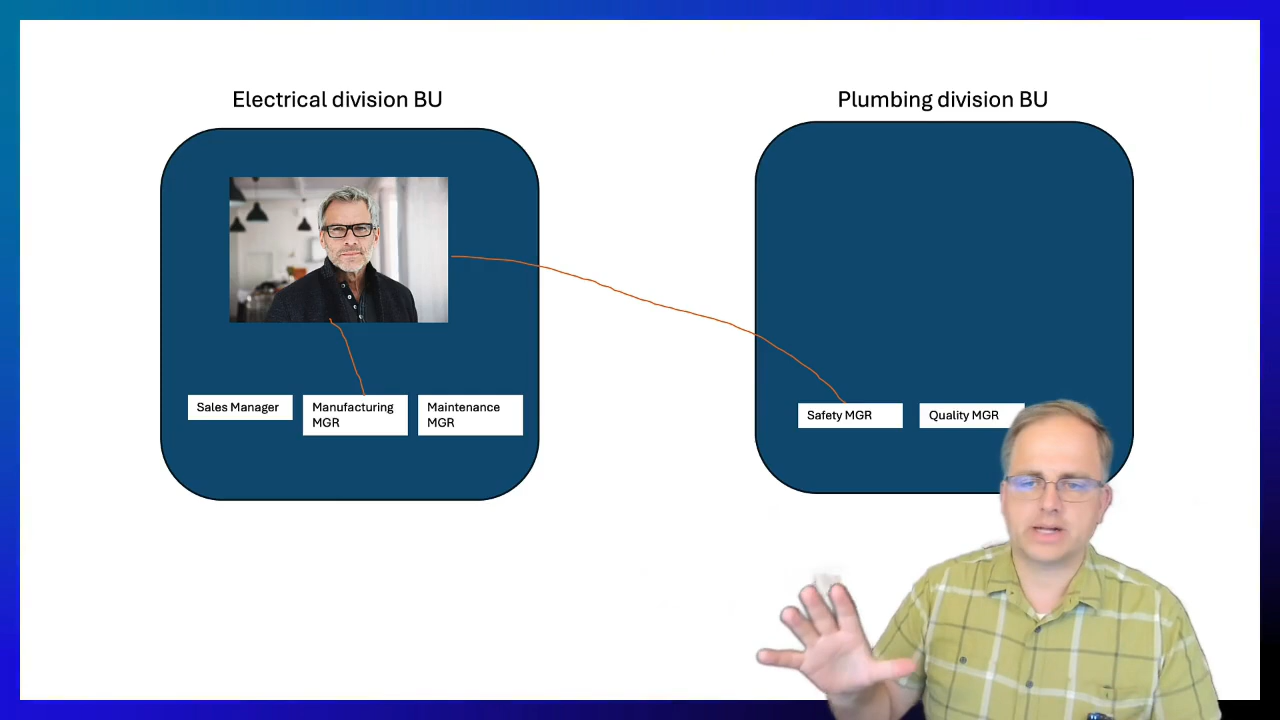 Electrical division BU
Plumbing division BU
Sales Manager
Manufacturing
MGR
Maintenance
MGR
Safety MGR
Quality MGR